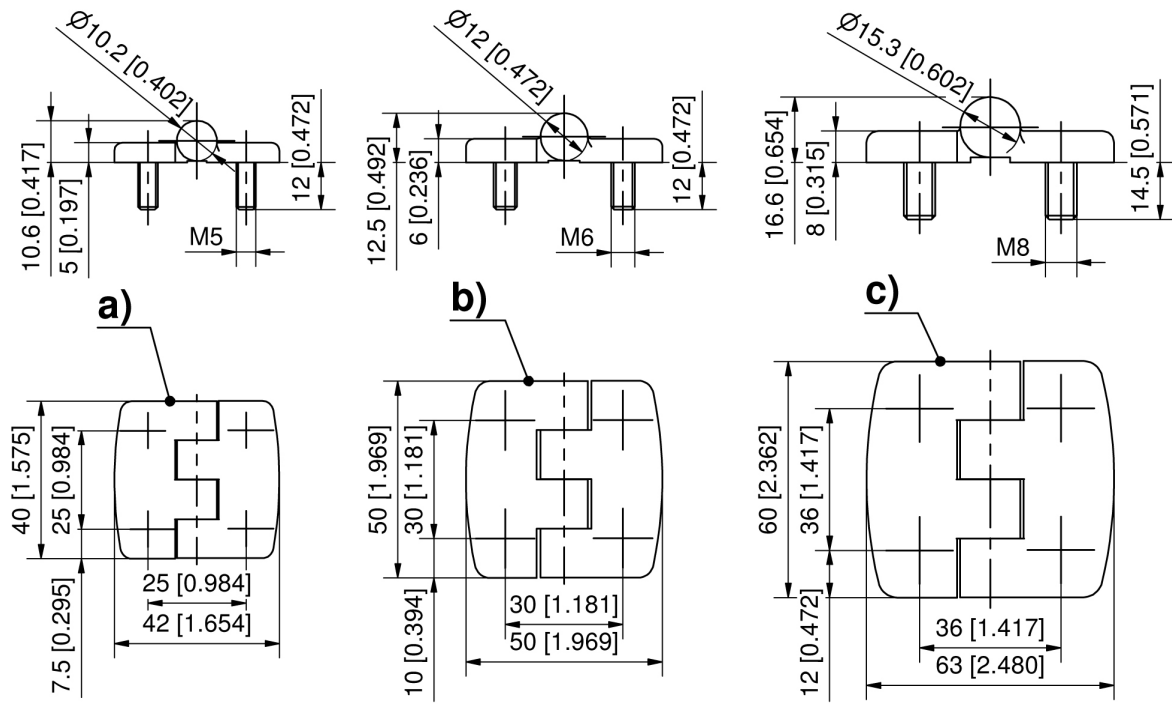 Ø10.2 [0.402]
10.6 [0.417]
5 [0.197]
12 [0.472]
M5
Ø12 [0.472]
12.5 [0.492]
6 [0.236]
12 [0.472]
M6
Ø15.3 [0.602]
16.6 [0.654]
8 [0.315]
14.5 [0.571]
M8
a)
40 [1.575]
25 [0.984]
7.5 [0.295]
25 [0.984]
42 [1.654]
b)
50 [1.969]
30 [1.181]
10 [0.394]
30 [1.181]
50 [1.969]
c)
60 [2.362]
36 [1.417]
12 [0.472]
36 [1.417]
63 [2.480]